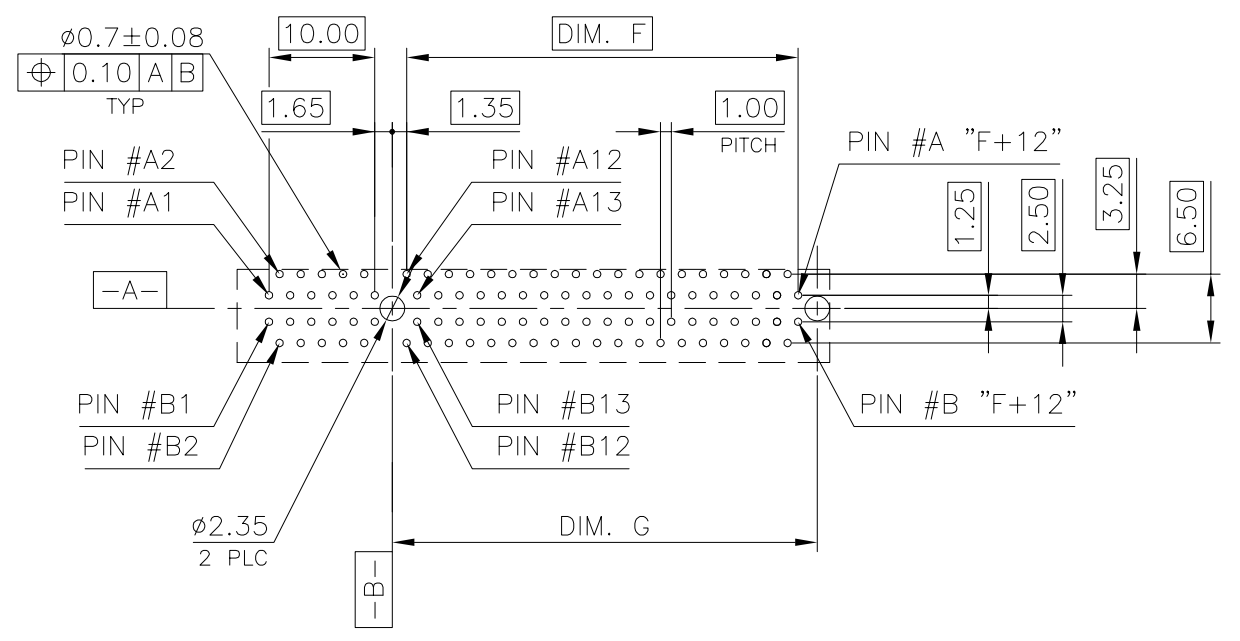 10.00
DIM. F
ø0.7±0.08
⌖ 0.10 A B
TYP
1.65
1.35
1.00
PITCH
PIN #A2
PIN #A12
PIN #A "F+12"
PIN #A1
PIN #A13
1.25
2.50
3.25
6.50
-A-
PIN #B1
PIN #B13
PIN #B "F+12"
PIN #B2
PIN #B12
ø2.35
2 PLC
DIM. G
-B-